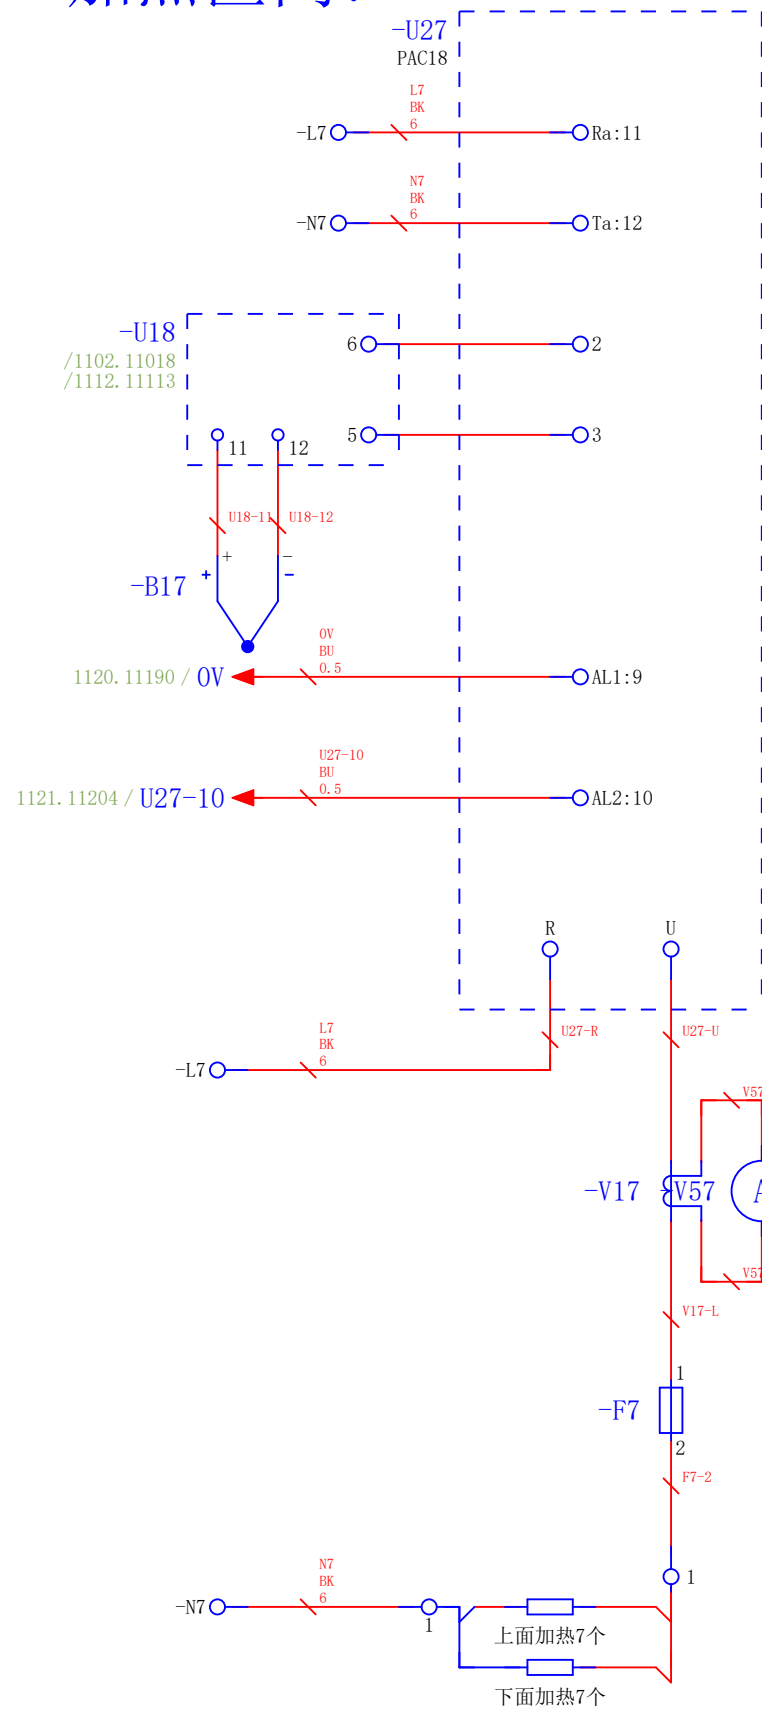 -U27
PAC18
L7
BK
6
-L7
Ra:11
N7
BK
6
-N7
Ta:12
-U18
/1102.11018
/1112.11113
6
2
5
3
11
12
U18-11
U18-12
+
-
-B17
+
-
0V
BU
0.5
1120.11190 / 0V
AL1:9
U27-10
BU
0.5
1121.11204 / U27-10
AL2:10
R
U
U27-R
U27-U
L7
BK
6
-L7
V57
-V17
-V57
A
V57
V17-L
1
-F7
2
F7-2
1
N7
BK
6
-N7
1
上面加热7个
下面加热7个